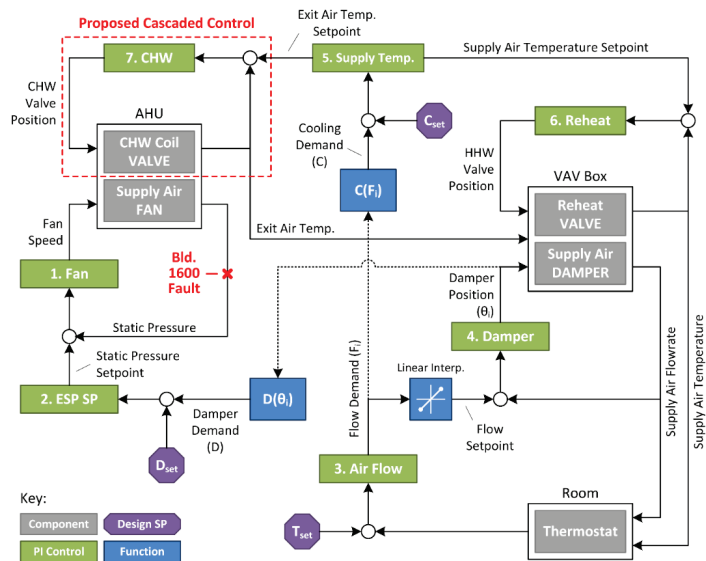 Proposed Cascaded Control
Exit Air Temp.
Setpoint
7. CHW
5. Supply Temp.
Supply Air Temperature Setpoint
CHW
Valve
Position
AHU
CHW Coil
VALVE
Supply Air
FAN
Cooling
Demand
(C)
Cset
6. Reheat
HHW
Valve
Position
C(Fi)
VAV Box
Reheat
VALVE
Supply Air
DAMPER
Fan
Speed
Exit Air Temp.
Bld.
1600
Fault
1. Fan
Damper
Position
(θi)
Static Pressure
4. Damper
Static Pressure
Setpoint
Flow Demand (Fi)
Linear Interp.
Supply Air Flowrate
Supply Air Temperature
2. ESP SP
D(θi)
Damper
Demand
(D)
Flow
Setpoint
Dset
3. Air Flow
Key:
Component
Design SP
PI Control
Function
Tset
Room
Thermostat